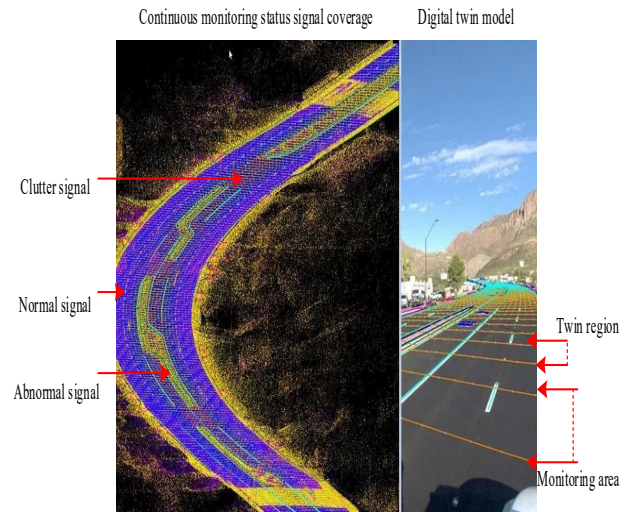 Continuous monitoring status signal coverage
Digital twin model
Clutter signal
Normal signal
Abnormal signal
Twin region
Monitoring area